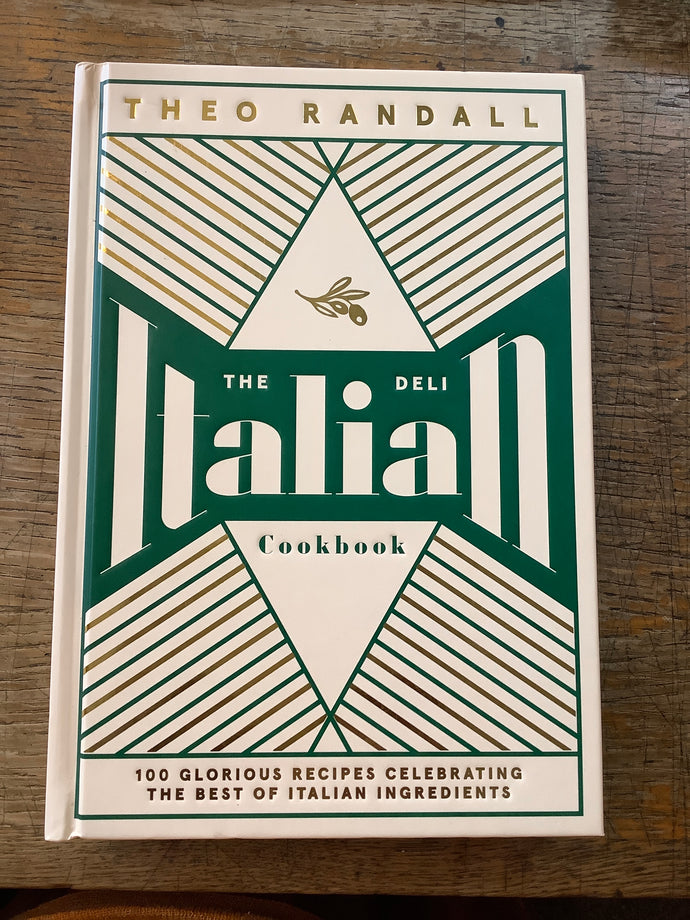 THEO RANDALL
THE DELI
Italian
Cookbook
100 GLORIOUS RECIPES CELEBRATING
THE BEST OF ITALIAN INGREDIENTS